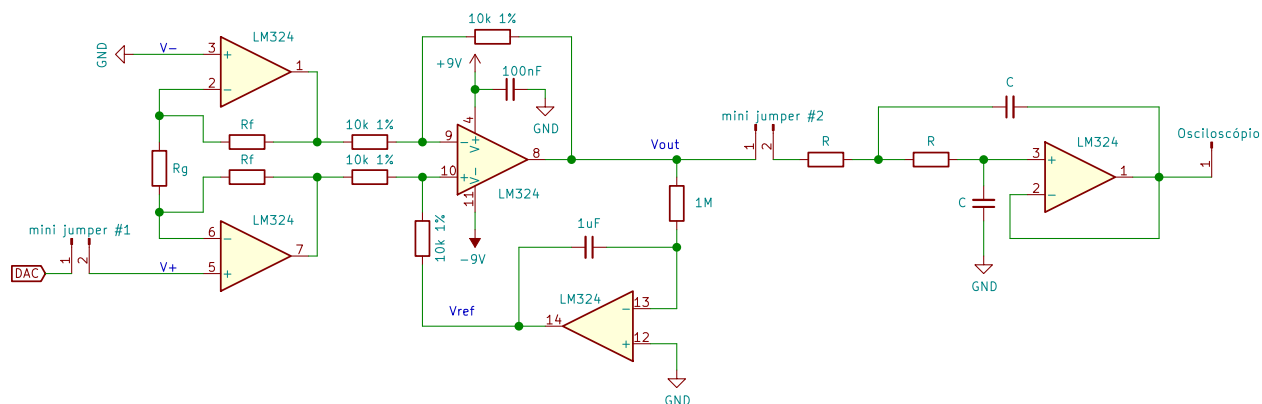 10k 1%
LM324
V-
GND
3
1
2
+9V
100nF
C
4
GND
mini jumper #2
Rf
10k 1%
Vout
R
R
LM324
Osciloscópio
Rg
Rf
10k 1%
9
8
10
V+
V-
1
2
3
1
2
1
11
LM324
LM324
mini jumper #1
6
7
5
10k 1%
1M
C
1uF
-9V
DAC
1
2
V+
GND
LM324
13
Vref
14
12
GND